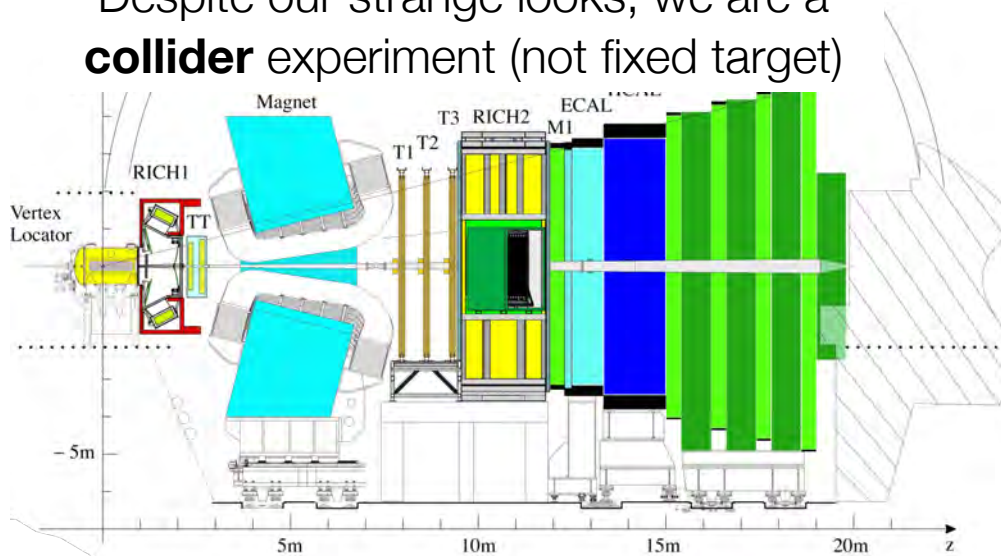 Despite our strange looks, we are a
collider experiment (not fixed target)
Magnet
ECAL
HCAL
T3 RICH2
M1
T2
T1
RICH1
TT
Vertex
Locator
– 5m
5m 10m 15m 20m z